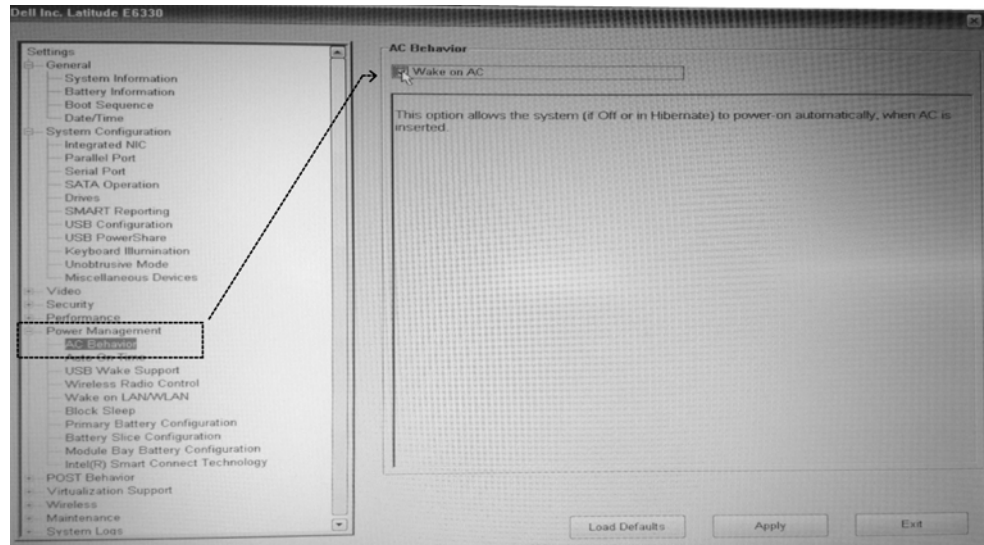 Dell Inc. Latitude E6330
Settings
General
System Information
Battery Information
Boot Sequence
Date/Time
System Configuration
Integrated NIC
Parallel Port
Serial Port
SATA Operation
Drives
SMART Reporting
USB Configuration
USB PowerShare
Keyboard Illumination
Unobtrusive Mode
Miscellaneous Devices
Video
Security
Performance
Power Management
AC Behavior
Auto On Time
USB Wake Support
Wireless Radio Control
Wake on LAN/WLAN
Block Sleep
Primary Battery Configuration
Battery Slice Configuration
Module Bay Battery Configuration
Intel(R) Smart Connect Technology
POST Behavior
Virtualization Support
Wireless
Maintenance
System Logs
AC Behavior
Wake on AC
This option allows the system (if Off or in Hibernate) to power-on automatically, when AC is
inserted.
Load Defaults
Apply
Exit